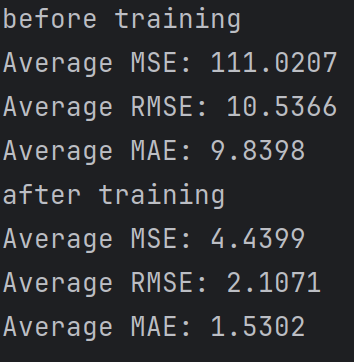 before training
Average MSE: 111.0207
Average RMSE: 10.5366
Average MAE: 9.8398
after training
Average MSE: 4.4399
Average RMSE: 2.1071
Average MAE: 1.5302